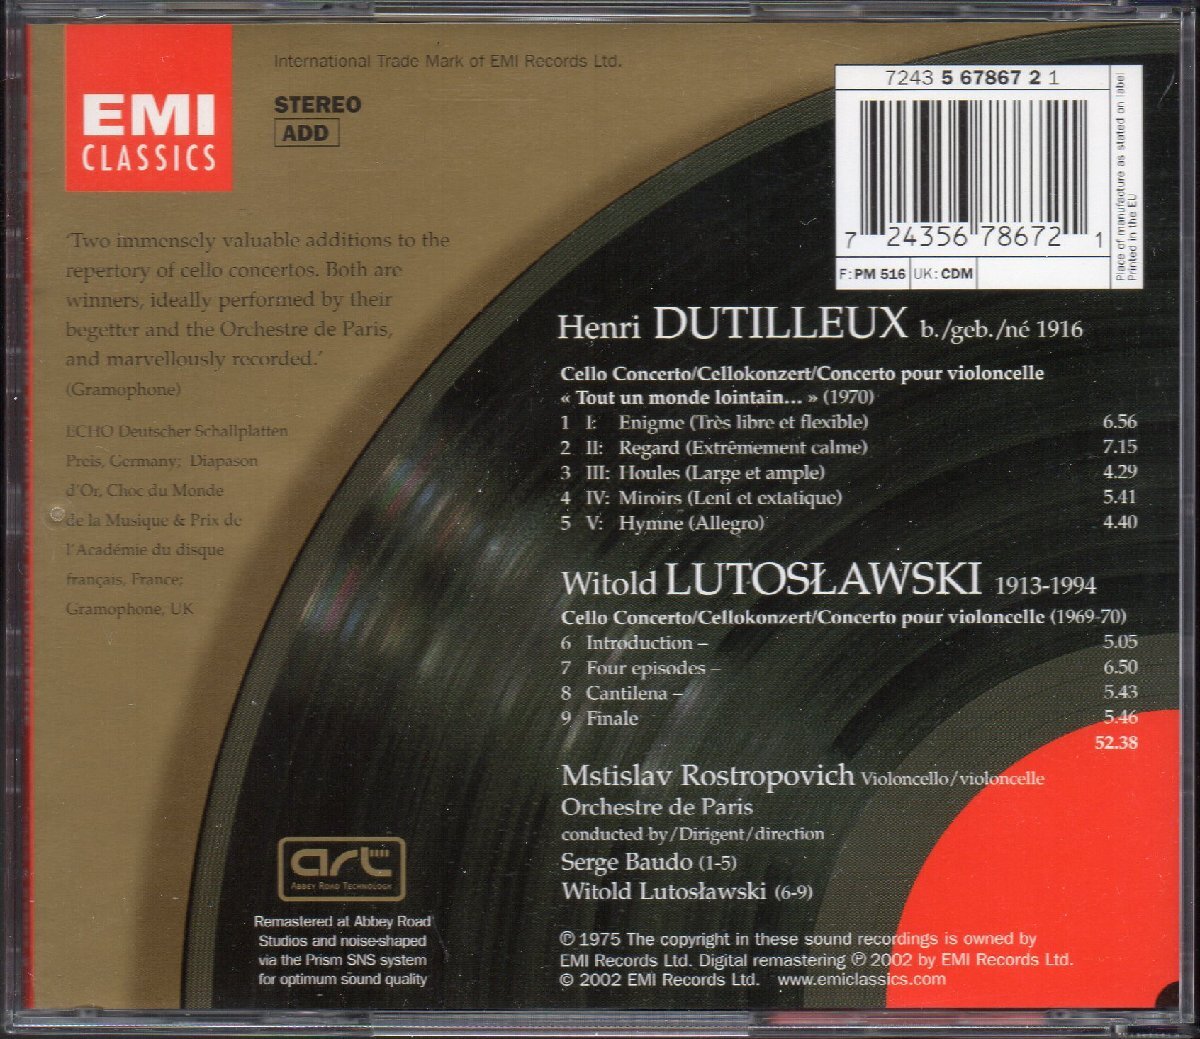 EMI
CLASSICS
International Trade Mark of EMI Records Ltd.
STEREO
ADD
'Two immensely valuable additions to the
repertory of cello concertos. Both are
winners, ideally performed by their
begetter and the Orchestre de Paris,
and marvellously recorded.'
(Gramophone)
ECHO Deutscher Schallplatten
Preis, Germany; Diapason
d'Or, Choc du Monde
de la Musique & Prix de
l'Académie du disque
français, France;
Gramophone, UK
7243 5 67867 2 1
7 24356 78672 1
F: PM 516 UK: CDM
Place of manufacture as stated on label
Printed in the EU
Henri DUTILLEUX b./geb./né 1916
Cello Concerto/Cellokonzert/Concerto pour violoncelle
« Tout un monde lointain... » (1970)
1 I: Enigme (Très libre et flexible) 6.56
2 II: Regard (Extrêmement calme) 7.15
3 III: Houles (Large et ample) 4.29
4 IV: Miroirs (Lent et extatique) 5.41
5 V: Hymne (Allegro) 4.40
Witold LUTOSŁAWSKI 1913-1994
Cello Concerto/Cellokonzert/Concerto pour violoncelle (1969-70)
6 Introduction – 5.05
7 Four episodes – 6.50
8 Cantilena – 5.43
9 Finale 5.46
52.38
Mstislav Rostropovich Violoncello/violoncelle
Orchestre de Paris
conducted by/Dirigent/direction
Serge Baudo (1-5)
Witold Lutosławski (6-9)
art
ABBEY ROAD TECHNOLOGY
Remastered at Abbey Road
Studios and noise-shaped
via the Prism SNS system
for optimum sound quality
℗ 1975 The copyright in these sound recordings is owned by
EMI Records Ltd. Digital remastering ℗ 2002 by EMI Records Ltd.
© 2002 EMI Records Ltd. www.emiclassics.com